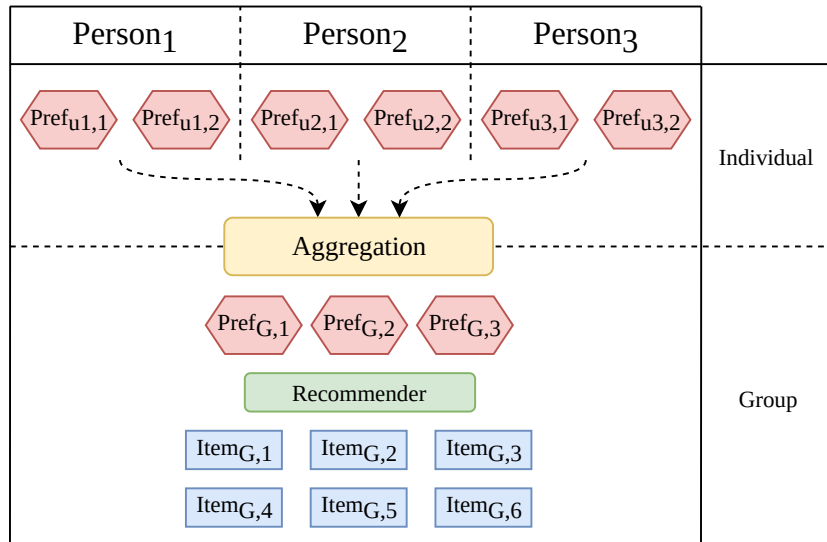 Person1 Person2 Person3
Prefu1,1 Prefu1,2 Prefu2,1 Prefu2,2 Prefu3,1 Prefu3,2
Individual
Aggregation
PrefG,1 PrefG,2 PrefG,3
Recommender
Group
ItemG,1 ItemG,2 ItemG,3
ItemG,4 ItemG,5 ItemG,6